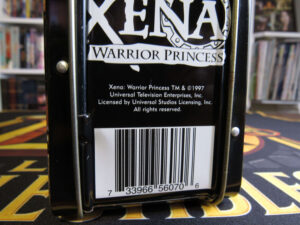 XENA
WARRIOR PRINCESS
Xena: Warrior Princess TM & ©1997
Universal Television Enterprises, Inc.
Licensed by Universal Studios Licensing, Inc.
All rights reserved.
7 33966 56070 6